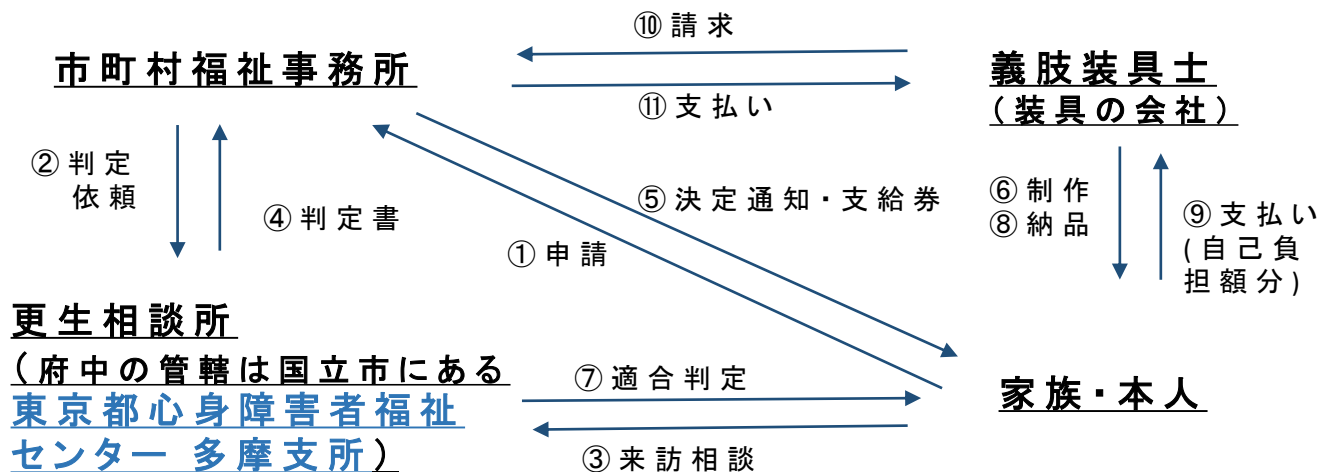 ⑩請求
市町村福祉事務所
義肢装具士
(装具の会社)
⑪支払い
②判定
依頼
④判定書
⑤決定通知・支給券
①申請
⑥制作
⑧納品
⑨支払い
(自己負
担額分)
更生相談所
(府中の管轄は国立市にある
東京都心身障害者福祉
センター 多摩支所)
⑦適合判定
③来訪相談
家族・本人